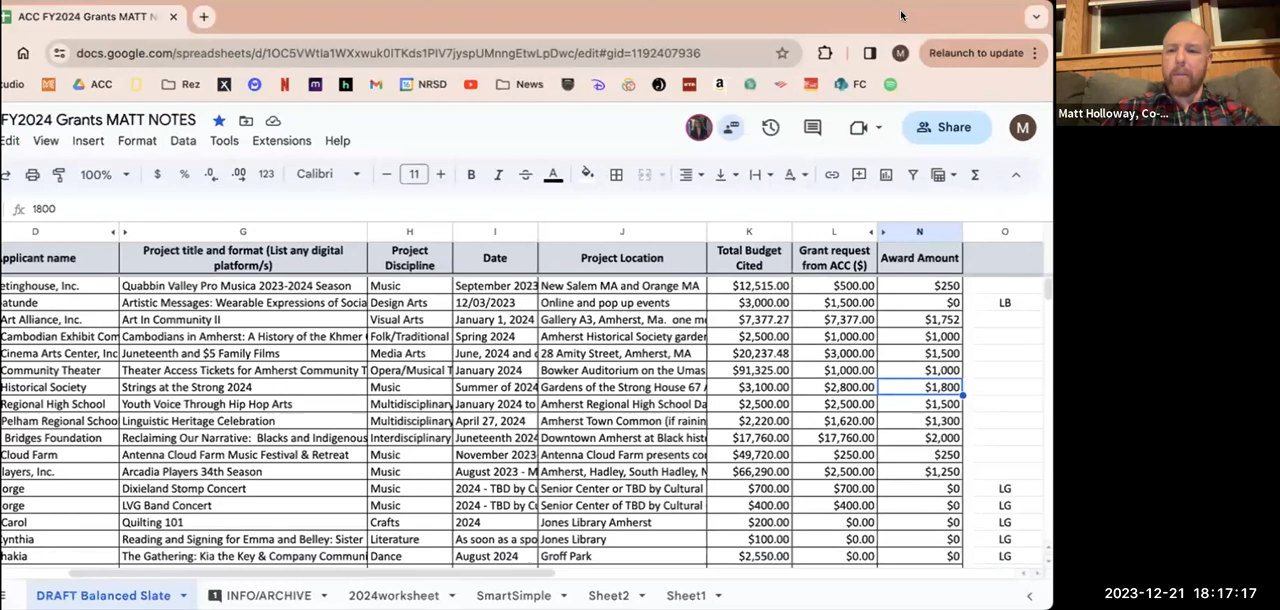 ACC FY2024 Grants MATT N
docs.google.com/spreadsheets/d/1OC5VWtla1WXxwuk0ITKds1PIV7jyspUMnngEtwLpDwc/edit#gid=1192407936
M
Relaunch to update
udio
ACC
Rez
NRSD
News
FC
FY2024 Grants MATT NOTES
Share
M
Edit View Insert Format Data Tools Extensions Help
100% $ % .0 .00 123 Calibri 11 B I A
fx 1800
D G H I J K L N O
Applicant name Project title and format (List any digital platform/s) Project Discipline Date Project Location Total Budget Cited Grant request from ACC ($) Award Amount
etinghouse, Inc. Quabbin Valley Pro Musica 2023-2024 Season Music September 2023 New Salem MA and Orange MA $12,515.00 $500.00 $250
atunde Artistic Messages: Wearable Expressions of Socia Design Arts 12/03/2023 Online and pop up events $3,000.00 $1,500.00 $0 LB
Art Alliance, Inc. Art In Community II Visual Arts January 1, 2024 Gallery A3, Amherst, Ma. one m $7,377.27 $7,377.00 $1,752
Cambodian Exhibit Com Cambodians in Amherst: A History of the Khmer Folk/Traditional Spring 2024 Amherst Historical Society garden $2,500.00 $1,000.00 $1,000
Cinema Arts Center, Inc Juneteenth and $5 Family Films Media Arts June, 2024 and 28 Amity Street, Amherst, MA $20,237.48 $3,000.00 $1,500
Community Theater Theater Access Tickets for Amherst Community T Opera/Musical T January 2024 Bowker Auditorium on the Umas $91,325.00 $1,000.00 $1,000
Historical Society Strings at the Strong 2024 Music Summer of 2024 Gardens of the Strong House 67 $3,100.00 $2,800.00 $1,800
Regional High School Youth Voice Through Hip Hop Arts Multidisciplinary January 2024 to Amherst Regional High School Da $2,500.00 $2,500.00 $1,500
Pelham Regional Schoo Linguistic Heritage Celebration Multidisciplinary April 27, 2024 Amherst Town Common (if rainin $2,220.00 $1,620.00 $1,300
Bridges Foundation Reclaiming Our Narrative: Blacks and Indigenous Interdisciplinary Juneteenth 2024 Downtown Amherst at Black hist $17,760.00 $17,760.00 $2,000
Cloud Farm Antenna Cloud Farm Music Festival & Retreat Music November 2023 Antenna Cloud Farm presents co $49,720.00 $250.00 $250
layers, Inc. Arcadia Players 34th Season Music August 2023 - M Amherst, Hadley, South Hadley, N $66,290.00 $2,500.00 $1,250
orge Dixieland Stomp Concert Music 2024 - TBD by Cu Senior Center or TBD by Cultural $700.00 $700.00 $0 LG
orge LVG Band Concert Music 2024 - TBD by Cu Senior Center of TBD by Cultural $400.00 $400.00 $0 LG
Carol Quilting 101 Crafts 2024 Jones Library Amherst $200.00 $0.00 $0 LG
ynthia Reading and Signing for Emma and Belley: Sister Literature As soon as a spo Jones Library $100.00 $0.00 $0 LG
hakia The Gathering: Kia the Key & Company Communi Dance August 2024 Groff Park $2,550.00 $0.00 $0 LG
DRAFT Balanced Slate 1 INFO/ARCHIVE 2024worksheet SmartSimple Sheet2 Sheet1
Matt Holloway, Co-...
2023-12-21 18:17:17